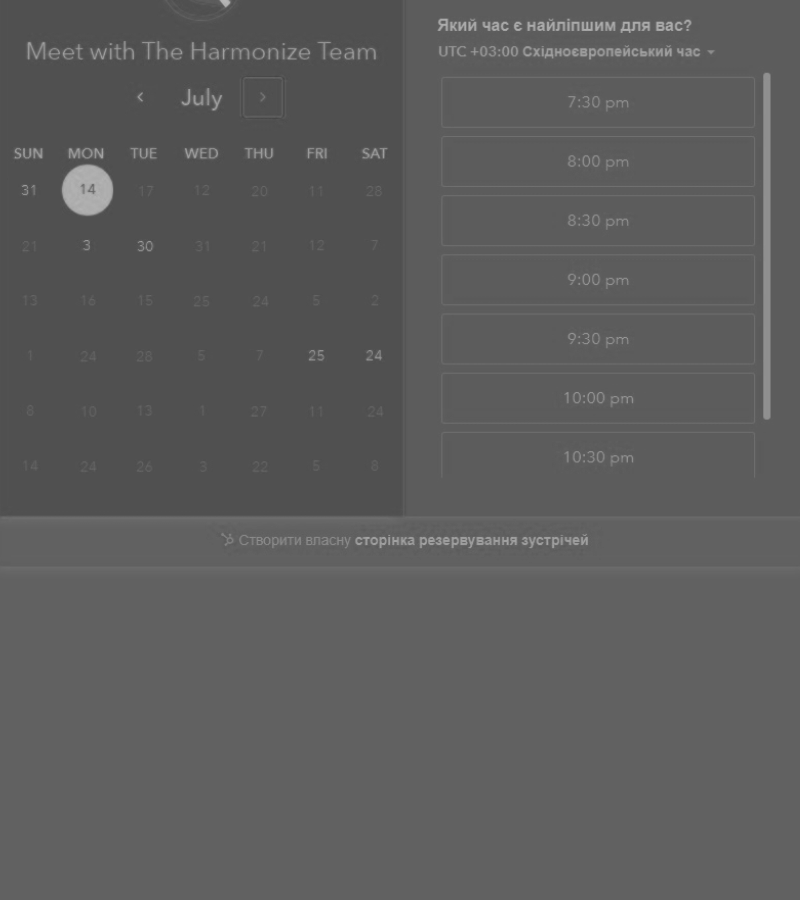 Meet with The Harmonize Team
July
SUN MON TUE WED THU FRI SAT
31 14 17 12 20 11 28
21 3 30 31 21 12 7
13 16 15 25 24 5 2
1 24 28 5 7 25 24
8 10 13 1 27 11 24
14 24 26 3 22 5 8
Який час є найліпшим для вас?
UTC +03:00 Східноєвропейський час
7:30 pm
8:00 pm
8:30 pm
9:00 pm
9:30 pm
10:00 pm
10:30 pm
Створити власну сторінка резервування зустрічей